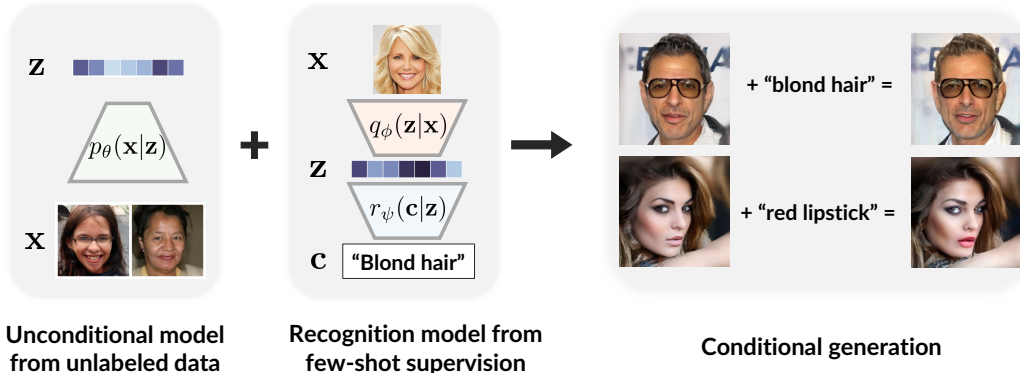 z
pθ(x|z)
x
Unconditional model
from unlabeled data
+
x
qϕ(z|x)
z
rψ(c|z)
c
“Blond hair”
Recognition model from
few-shot supervision
+ “blond hair” =
+ “red lipstick” =
Conditional generation